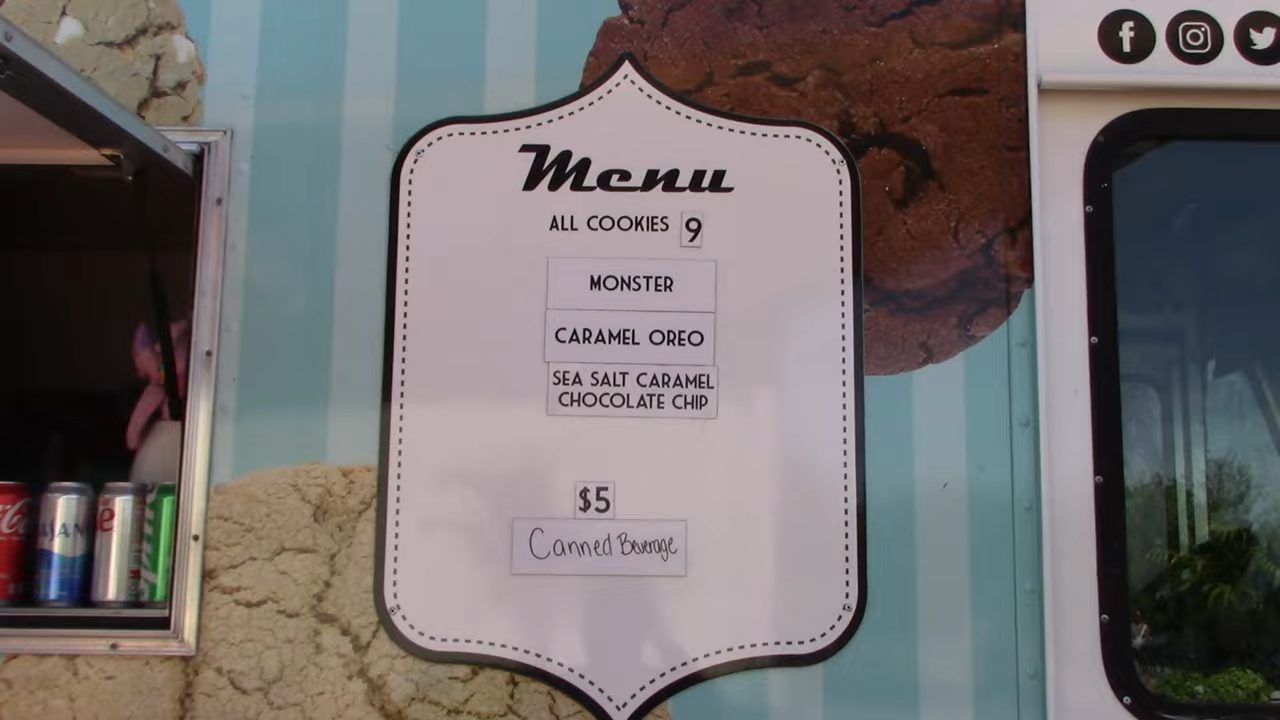 Menu
ALL COOKIES 9
MONSTER
CARAMEL OREO
SEA SALT CARAMEL
CHOCOLATE CHIP
$5
Canned Beverage